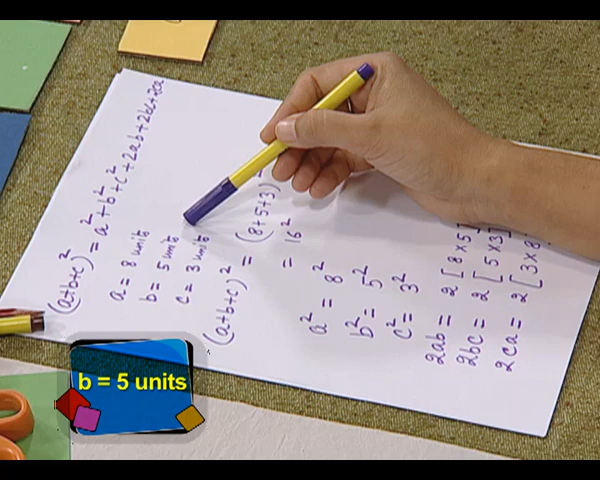 (a+b+c)² = a² + b² + c² + 2ab + 2bc + 2ca
a = 8 units
b = 5 units
c = 3 units
(a+b+c)² = (8+5+3)²
= 16²
a² = 8²
b² = 5²
c² = 3²
2ab = 2 [8×5]
2bc = 2 [5×3]
2ca = 2 [3×8
b = 5 units